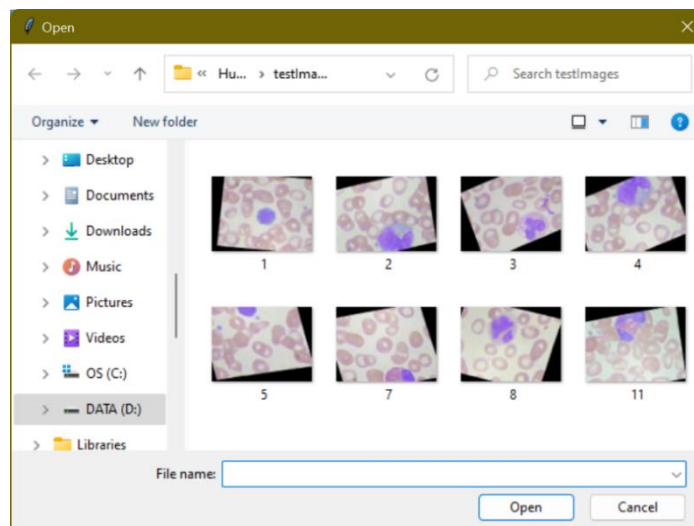 Open
« Hu... › testIma...
Search testImages
Organize
New folder
Desktop
Documents
Downloads
Music
Pictures
Videos
OS (C:)
DATA (D:)
Libraries
1
2
3
4
5
7
8
11
File name:
Open
Cancel